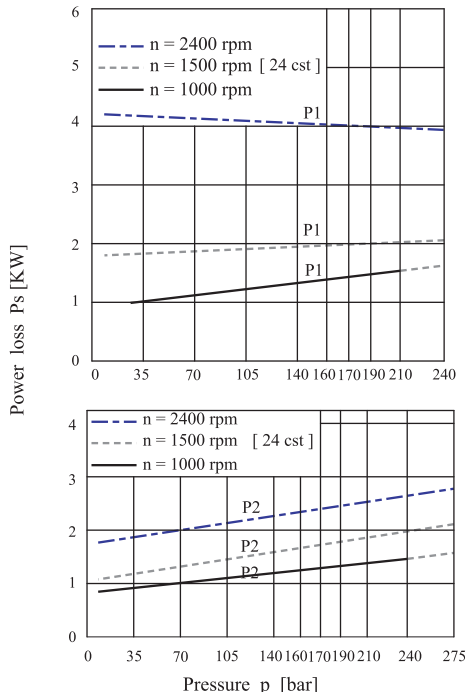 6
n = 2400 rpm
5
n = 1500 rpm [ 24 cst ]
n = 1000 rpm
P1
4
3
P1
2
P1
1
0
0 35 70 105 140 160 170 190 210 240
Power loss Ps [KW]
4
n = 2400 rpm
n = 1500 rpm [ 24 cst ]
n = 1000 rpm
3
P2
2
P2
P2
1
0
0 35 70 105 140 160 170 190 210 240 275
Pressure p [bar]